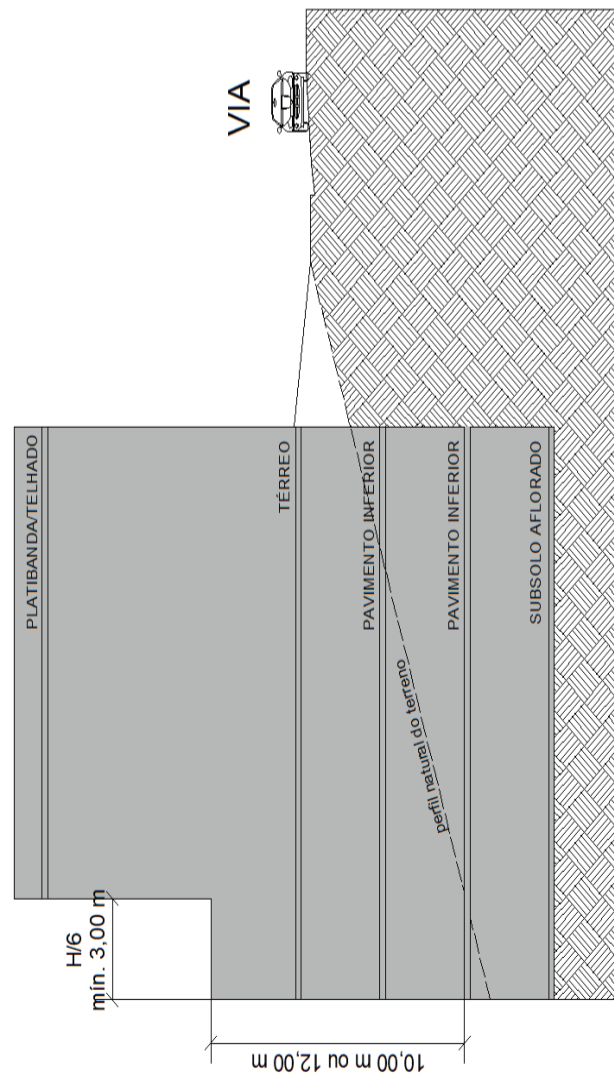 VIA
PLATIBANDA/TELHADO
TÉRREO
PAVIMENTO INFERIOR
PAVIMENTO INFERIOR
SUBSOLO AFLORADO
perfil natural do terreno
H/6
mín. 3,00 m
10,00 m ou 12,00 m